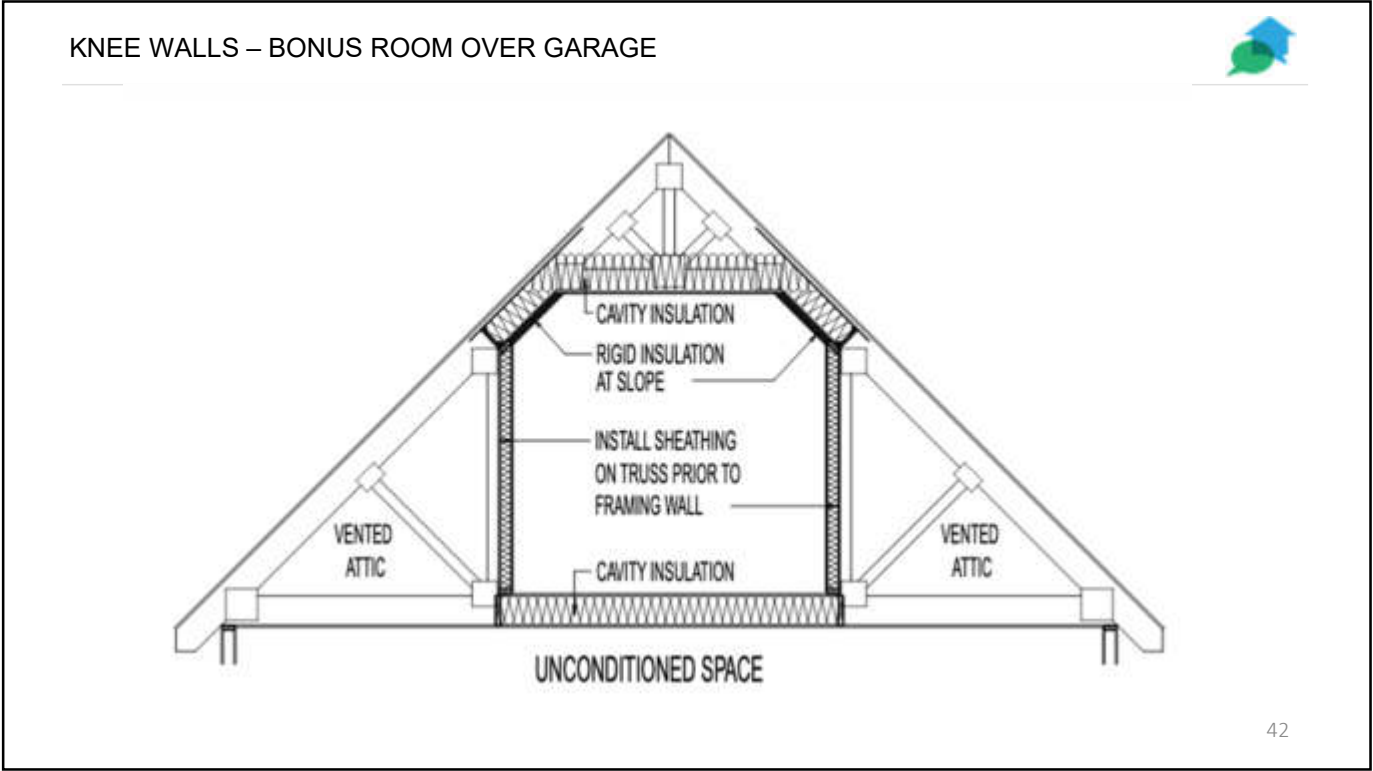 KNEE WALLS – BONUS ROOM OVER GARAGE
CAVITY INSULATION
RIGID INSULATION
AT SLOPE
INSTALL SHEATHING
ON TRUSS PRIOR TO
FRAMING WALL
VENTED
ATTIC
VENTED
ATTIC
CAVITY INSULATION
UNCONDITIONED SPACE
42